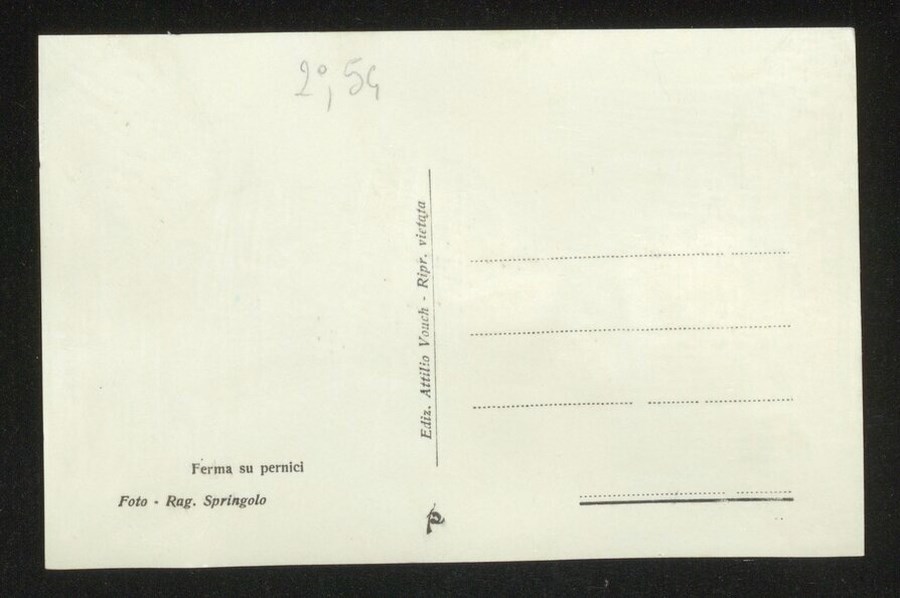 2°, 54
Ediz. Attilio Vouch - Ripr. vietata
Ferma su pernici
Foto - Rag. Springolo